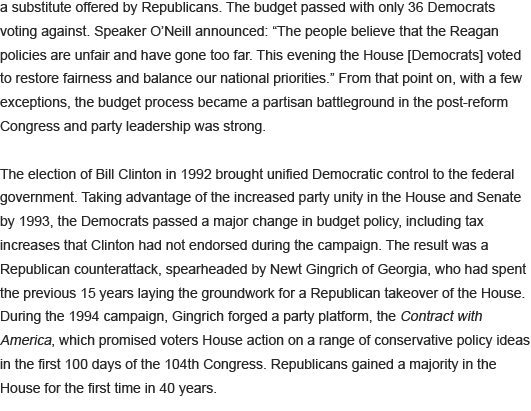 a substitute offered by Republicans. The budget passed with only 36 Democrats
voting against. Speaker O’Neill announced: “The people believe that the Reagan
policies are unfair and have gone too far. This evening the House [Democrats] voted
to restore fairness and balance our national priorities.” From that point on, with a few
exceptions, the budget process became a partisan battleground in the post-reform
Congress and party leadership was strong.
The election of Bill Clinton in 1992 brought unified Democratic control to the federal
government. Taking advantage of the increased party unity in the House and Senate
by 1993, the Democrats passed a major change in budget policy, including tax
increases that Clinton had not endorsed during the campaign. The result was a
Republican counterattack, spearheaded by Newt Gingrich of Georgia, who had spent
the previous 15 years laying the groundwork for a Republican takeover of the House.
During the 1994 campaign, Gingrich forged a party platform, the Contract with
America, which promised voters House action on a range of conservative policy ideas
in the first 100 days of the 104th Congress. Republicans gained a majority in the
House for the first time in 40 years.